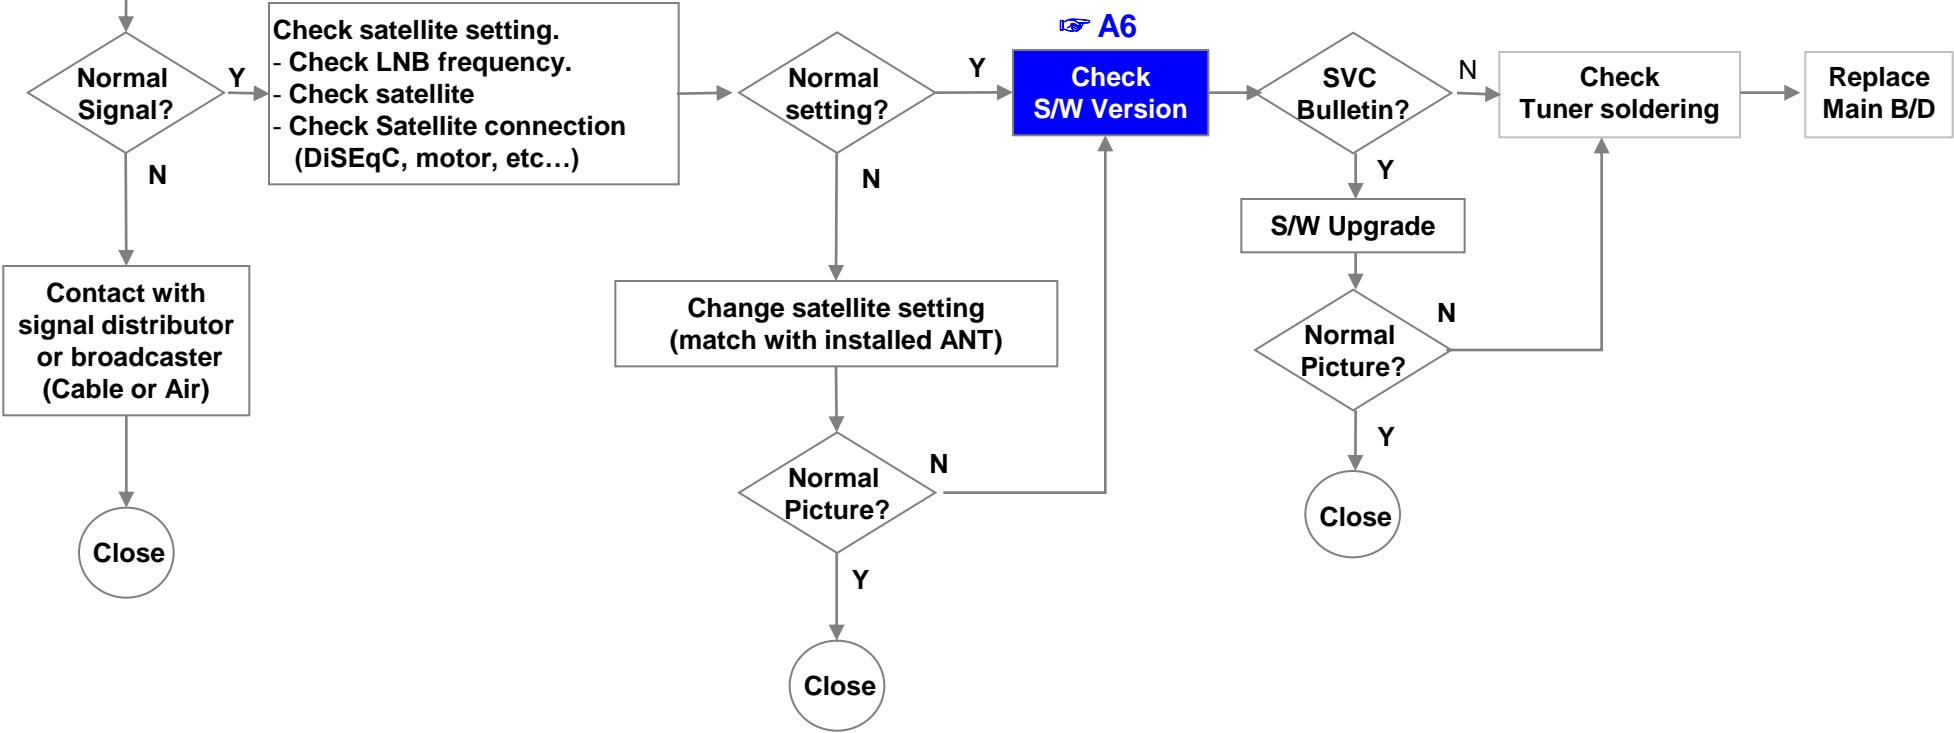 Normal
Signal?
Y
N
Check satellite setting.
- Check LNB frequency.
- Check satellite
- Check Satellite connection
(DiSEqC, motor, etc…)
Contact with
signal distributor
or broadcaster
(Cable or Air)
Close
Normal
setting?
Y
N
Change satellite setting
(match with installed ANT)
Normal
Picture?
N
Y
Close
☞ A6
Check
S/W Version
SVC
Bulletin?
N
Y
S/W Upgrade
Normal
Picture?
N
Y
Close
Check
Tuner soldering
Replace
Main B/D